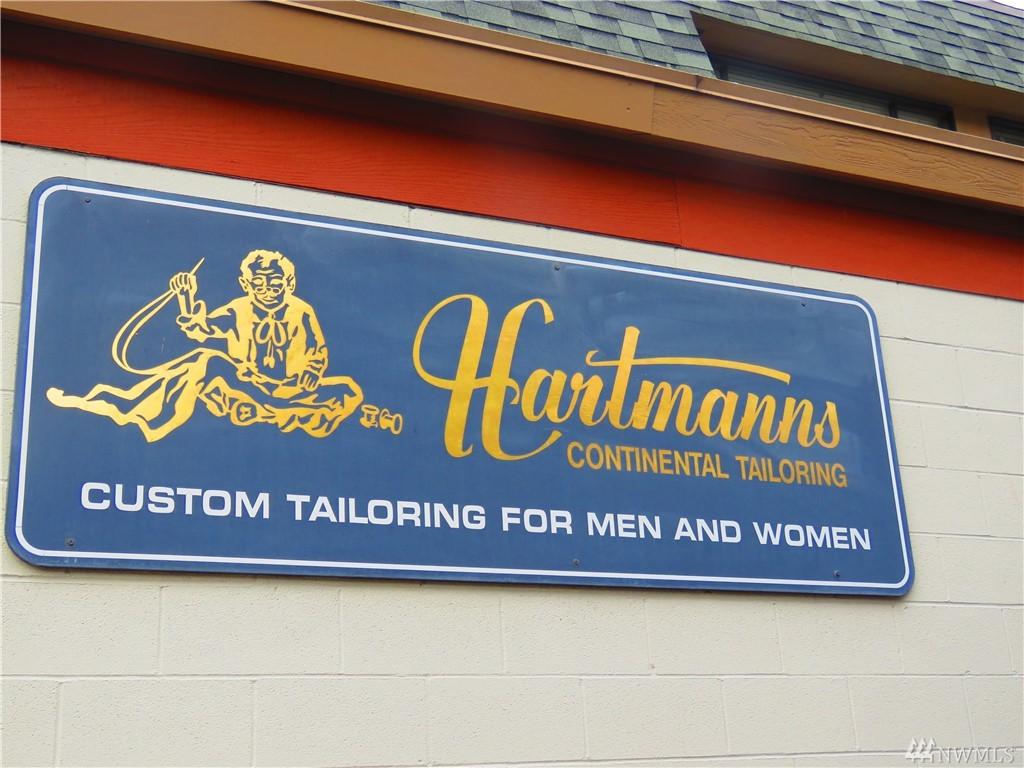 Hartmanns
CONTINENTAL TAILORING
CUSTOM TAILORING FOR MEN AND WOMEN
NWMLS